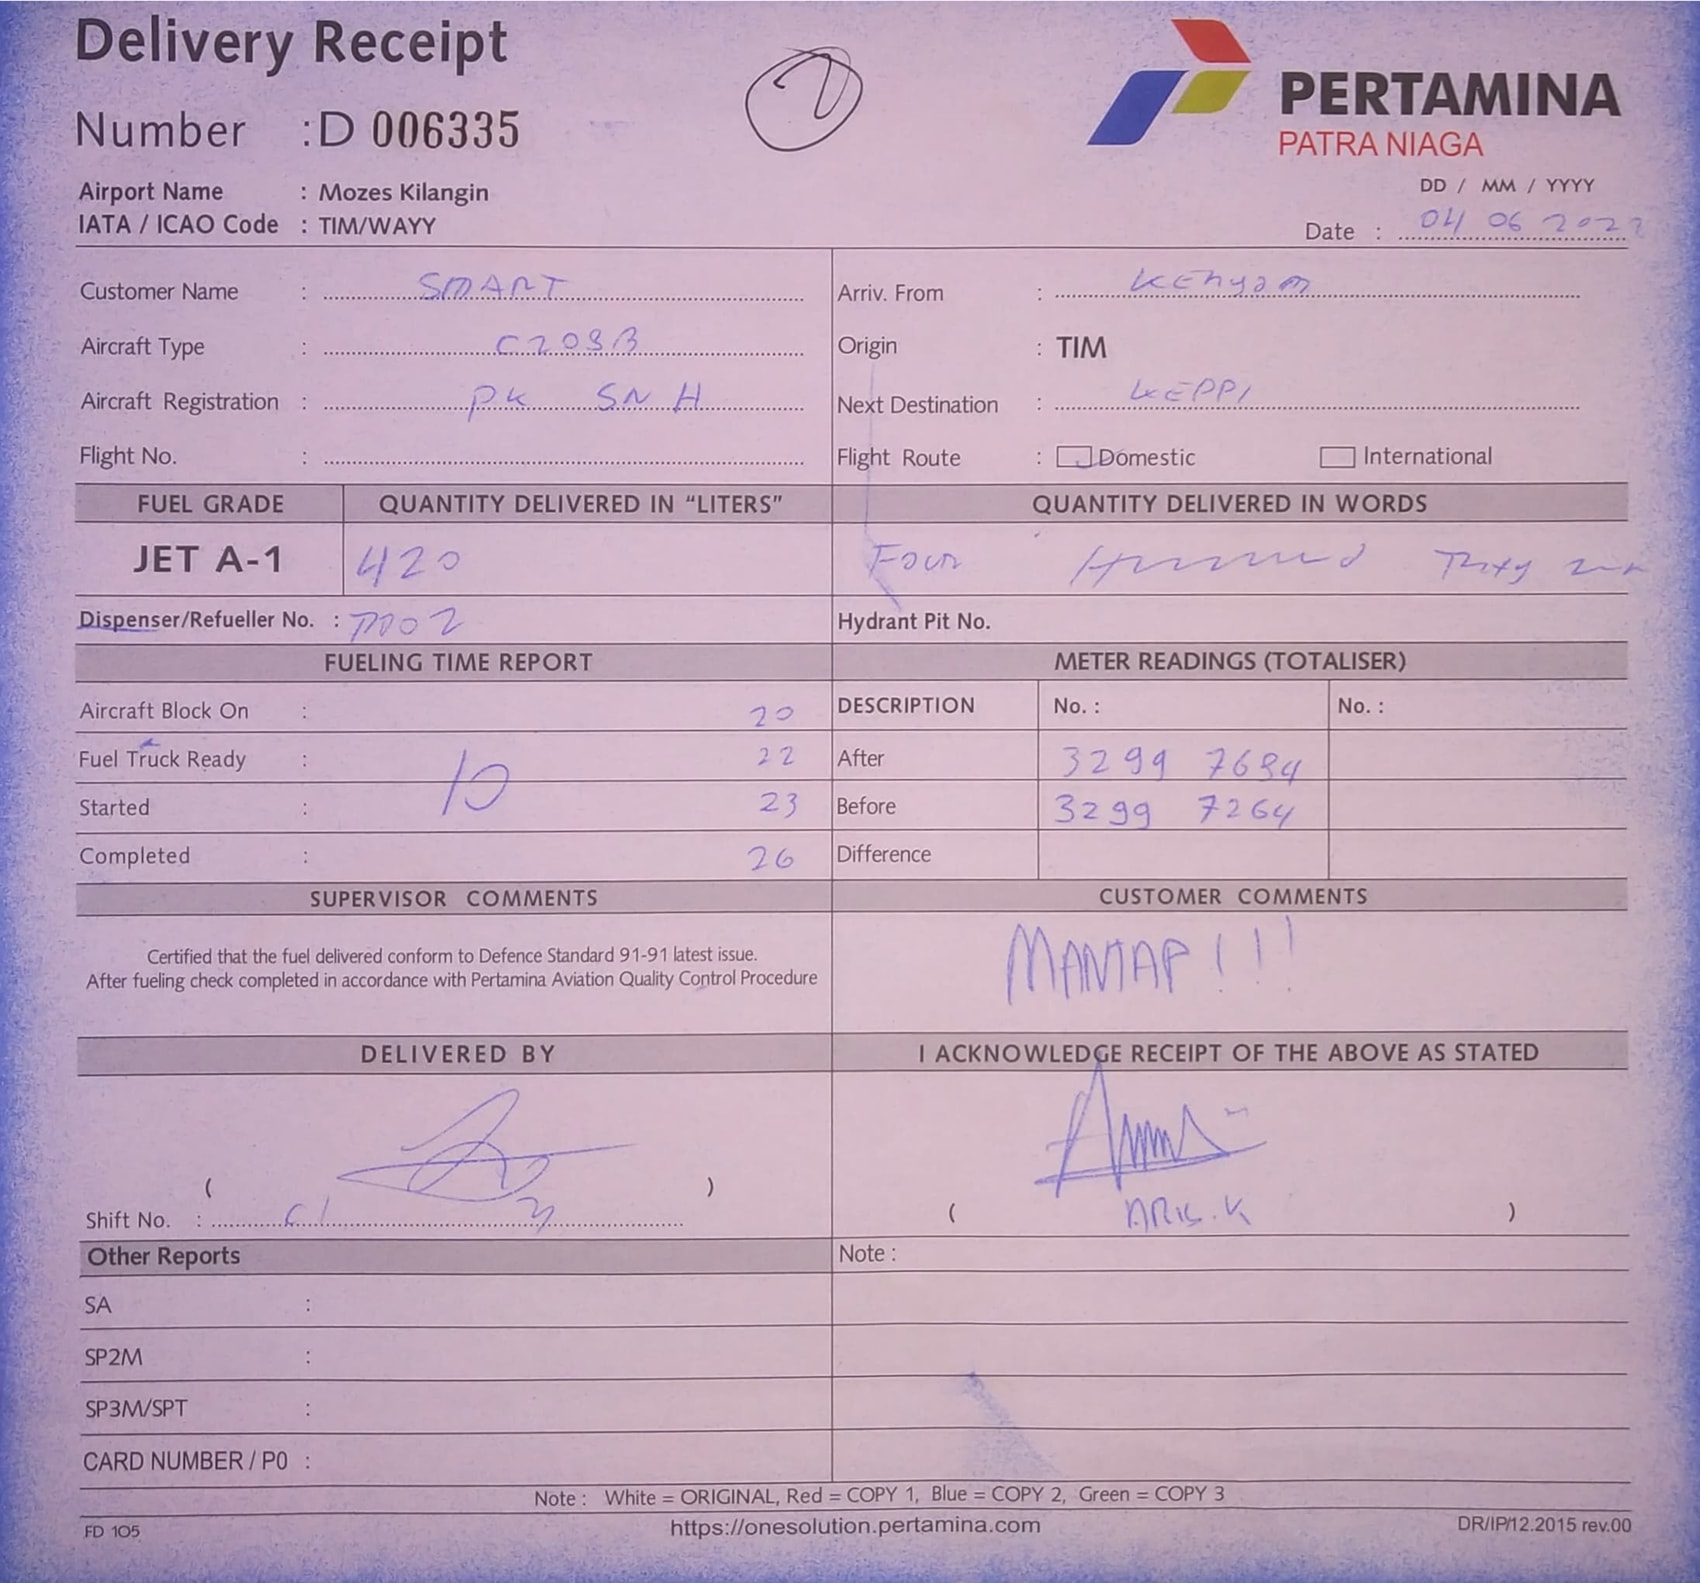 Delivery Receipt
Number : D 006335
PERTAMINA
PATRA NIAGA
Airport Name : Mozes Kilangin
IATA / ICAO Code : TIM/WAYY
DD / MM / YYYY
Date : 04 06 202
Customer Name : SMART
Arriv. From : Kenyam
Aircraft Type : C208B
Origin : TIM
Aircraft Registration : PK SNH
Next Destination : KEPPI
Flight No. :
Flight Route : Domestic International
FUEL GRADE QUANTITY DELIVERED IN “LITERS” QUANTITY DELIVERED IN WORDS
JET A-1 420 Four
Dispenser/Refueller No. :
Hydrant Pit No.
FUELING TIME REPORT METER READINGS (TOTALISER)
Aircraft Block On : 20
DESCRIPTION No. : No. :
Fuel Truck Ready : 22
After 3299 7684
10
Started : 23
Before 3299 7264
Completed : 26
Difference
SUPERVISOR COMMENTS CUSTOMER COMMENTS
Certified that the fuel delivered conform to Defence Standard 91-91 latest issue.
After fueling check completed in accordance with Pertamina Aviation Quality Control Procedure
MANTAP!!!
DELIVERED BY I ACKNOWLEDGE RECEIPT OF THE ABOVE AS STATED
( )
Shift No. :
( ARIS.K )
Other Reports Note :
SA :
SP2M :
SP3M/SPT :
CARD NUMBER / P0 :
Note : White = ORIGINAL, Red = COPY 1, Blue = COPY 2, Green = COPY 3
FD 105 https://onesolution.pertamina.com DR/IP/12.2015 rev.00